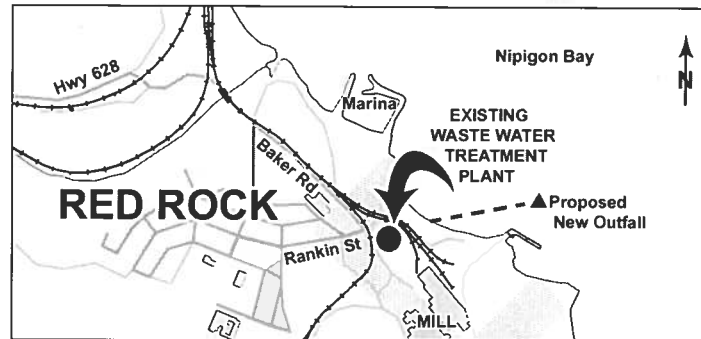 Hwy 628
Nipigon Bay
N
Marina
EXISTING
WASTE WATER
TREATMENT
PLANT
Baker Rd
RED ROCK
Proposed
New Outfall
Rankin St
MILL